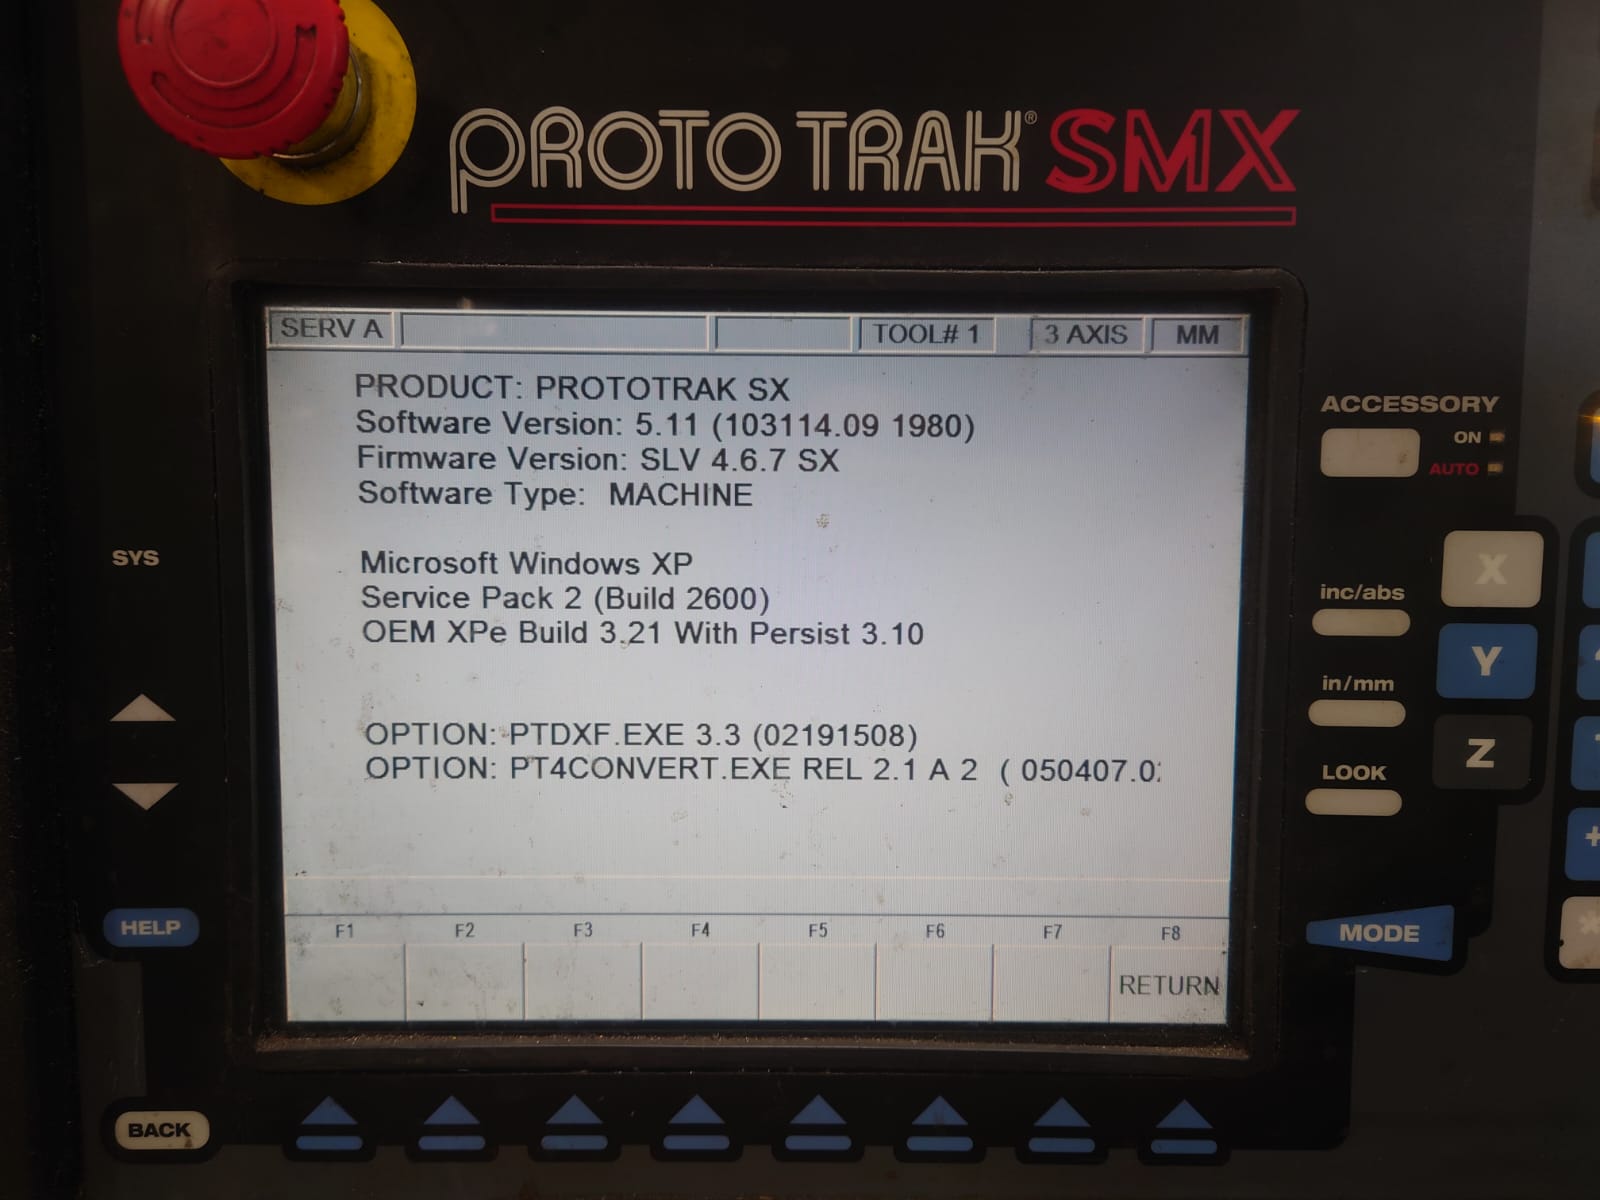 PROTOTRAK® SMX
SERV A TOOL# 1 3 AXIS MM
PRODUCT: PROTOTRAK SX
Software Version: 5.11 (103114.09 1980)
Firmware Version: SLV 4.6.7 SX
Software Type: MACHINE
Microsoft Windows XP
Service Pack 2 (Build 2600)
OEM XPe Build 3.21 With Persist 3.10
OPTION: PTDXF.EXE 3.3 (02191508)
OPTION: PT4CONVERT.EXE REL 2.1 A 2 ( 050407.0
F1 F2 F3 F4 F5 F6 F7 F8
RETURN
SYS
HELP
BACK
ACCESSORY
ON
AUTO
inc/abs
in/mm
LOOK
X
Y
Z
MODE
+
*